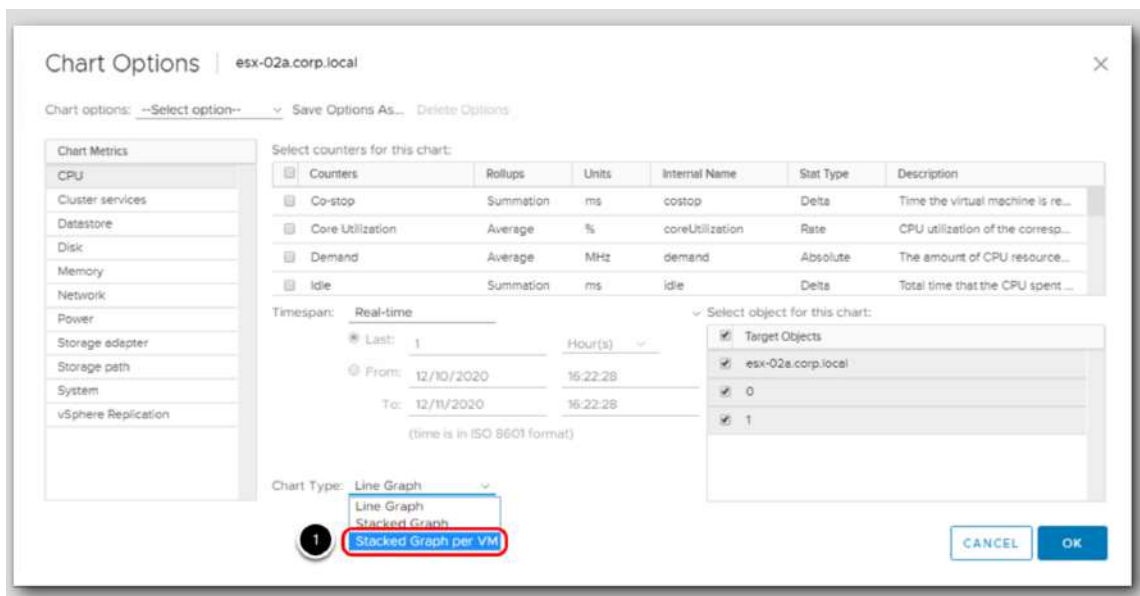 Chart Options | esx-02a.corp.local
Chart options: --Select option-- Save Options As... Delete Options
Chart Metrics
CPU
Cluster services
Datastore
Disk
Memory
Network
Power
Storage adapter
Storage path
System
vSphere Replication
Select counters for this chart:
Counters Rollups Units Internal Name Stat Type Description
Co-stop Summation ms costop Delta Time the virtual machine is re...
Core Utilization Average % coreUtilization Rate CPU utilization of the corresp...
Demand Average MHz demand Absolute The amount of CPU resource...
Idle Summation ms idle Delta Total time that the CPU spent ...
Timespan: Real-time
Last: 1 Hour(s)
From: 12/10/2020 16:22:28
To: 12/11/2020 16:22:28
(time is in ISO 8601 format)
Select object for this chart:
Target Objects
esx-02a.corp.local
0
1
Chart Type: Line Graph
Line Graph
Stacked Graph
1 Stacked Graph per VM
CANCEL OK